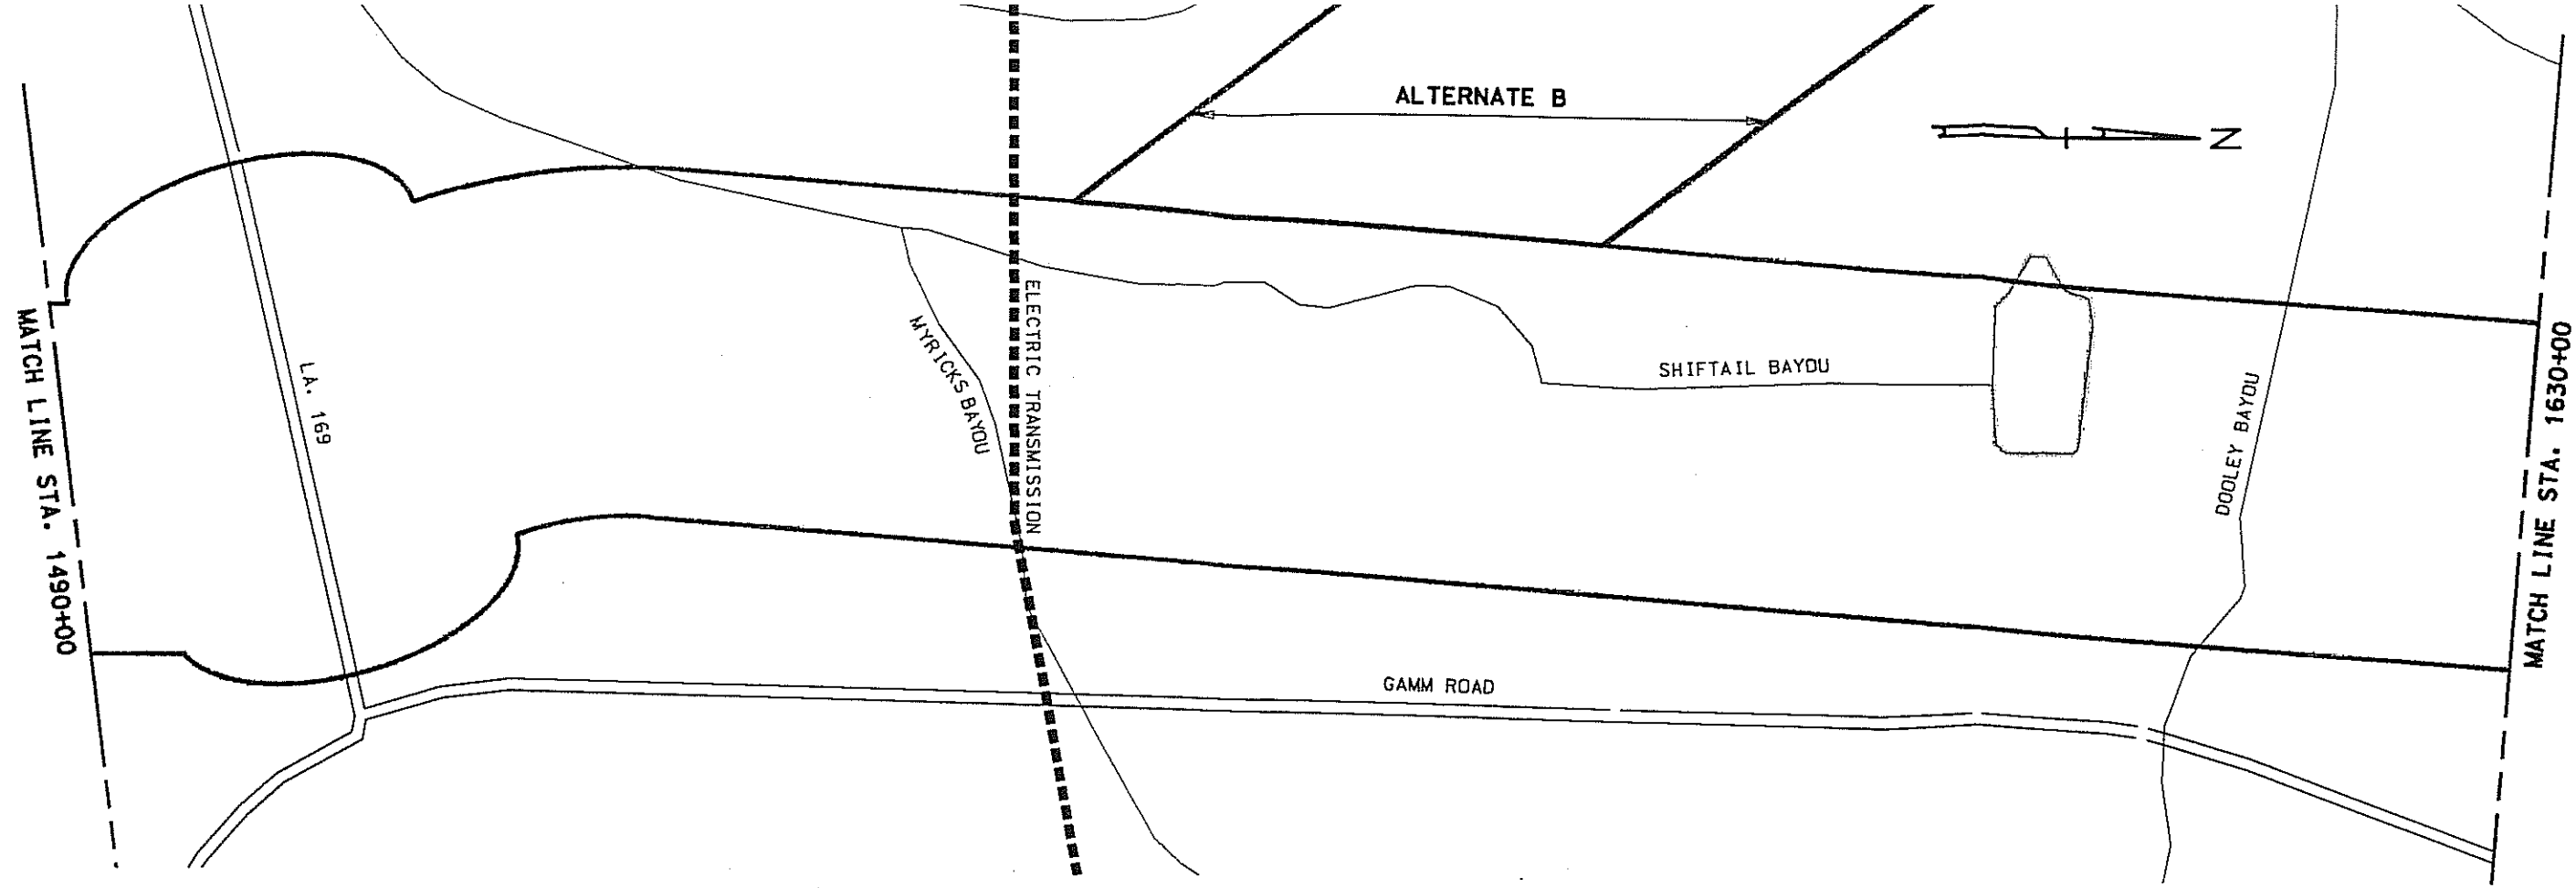 ALTERNATE B
N
MATCH LINE STA. 1490+00
LA. 169
MYRICKS BAYOU
ELECTRIC TRANSMISSION
SHIFTAIL BAYOU
DOOLEY BAYOU
MATCH LINE STA. 1630+00
GAMM ROAD